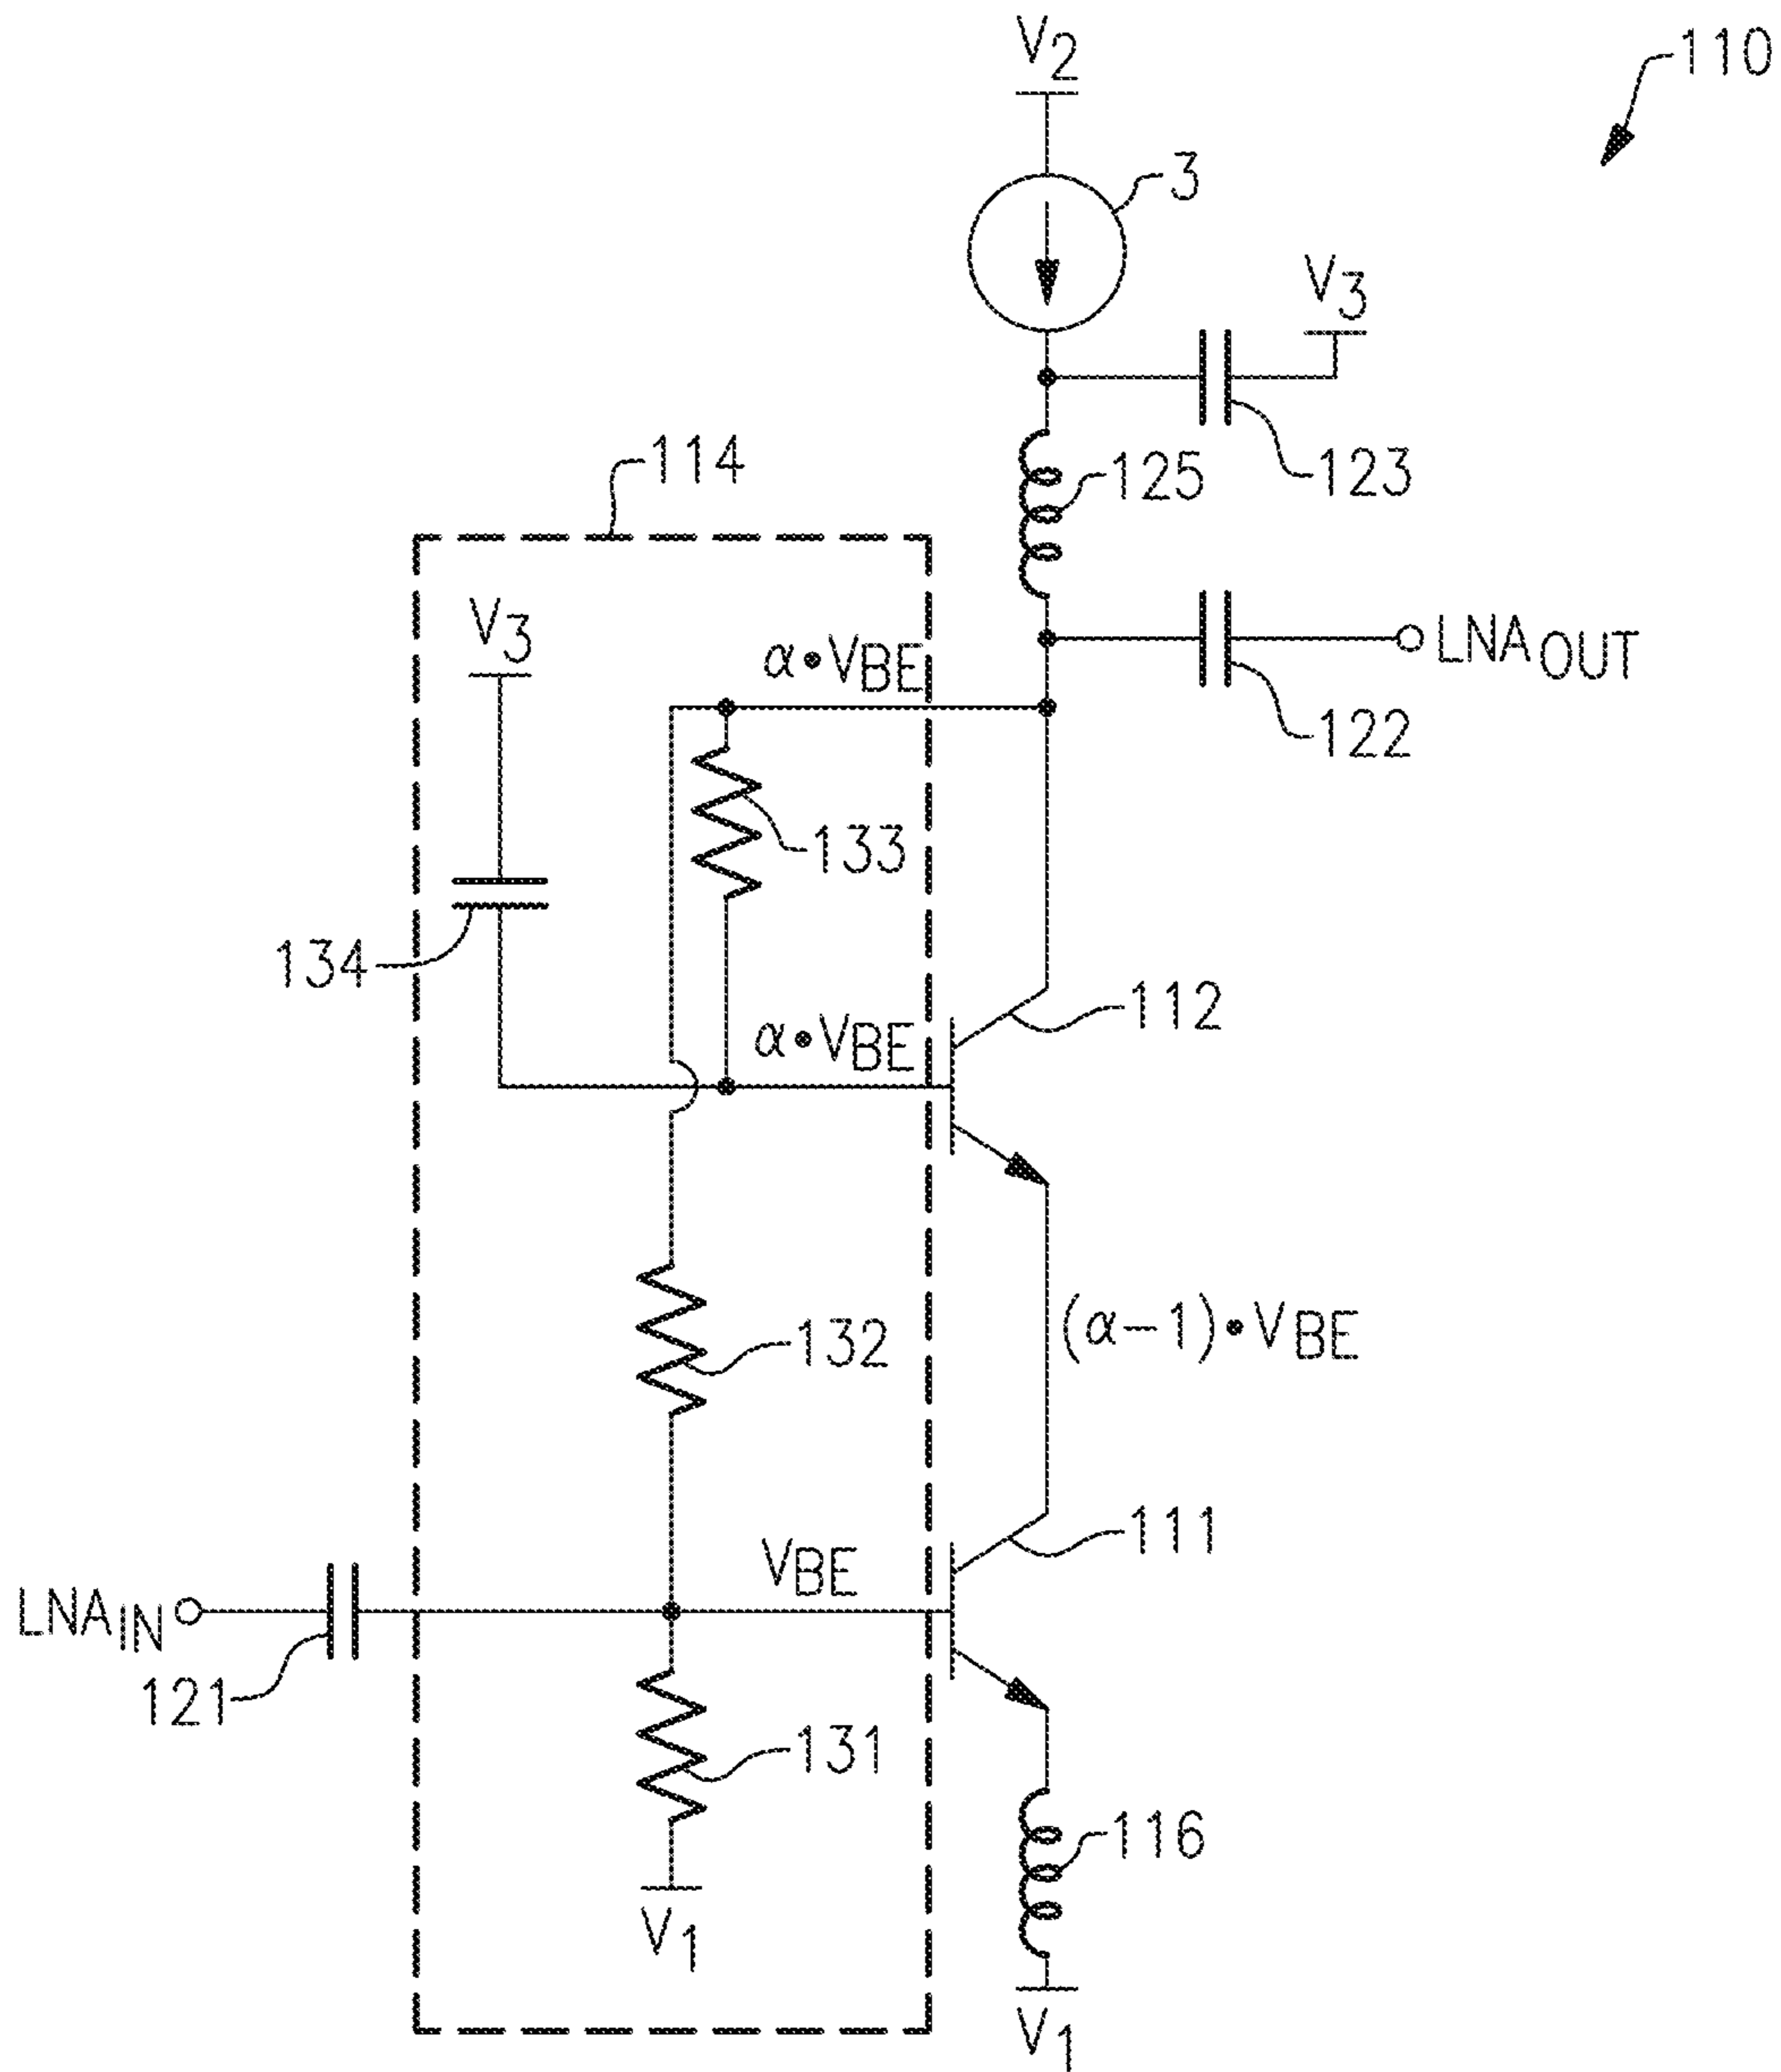 V2
110
3
V3
114
125
123
V3
α•VBE
LNAOUT
122
133
134
α•VBE
112
132
(α-1)•VBE
VBE
111
LNAIN
121
131
116
V1
V1